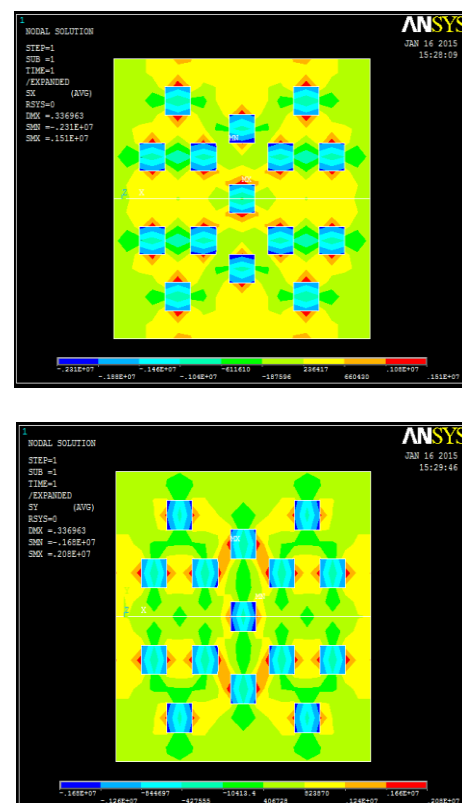 1
NODAL SOLUTION
STEP=1
SUB =1
TIME=1
/EXPANDED
SX (AVG)
RSYS=0
DMX =.336963
SMN =-.231E+07
SMX =.151E+07
ANSYS
JAN 16 2015
15:28:09
MN
MX
Z X
-.231E+07 -.146E+07 -611610 236417 .108E+07
-.188E+07 -.104E+07 -187596 660430 .151E+07
1
NODAL SOLUTION
STEP=1
SUB =1
TIME=1
/EXPANDED
SY (AVG)
RSYS=0
DMX =.336963
SMN =-.168E+07
SMX =.208E+07
ANSYS
JAN 16 2015
15:29:46
MX
X
-.168E+07 -844697 -10413.4 823870 .166E+07
-.126E+07 -427555 406728 .124E+07 .208E+07